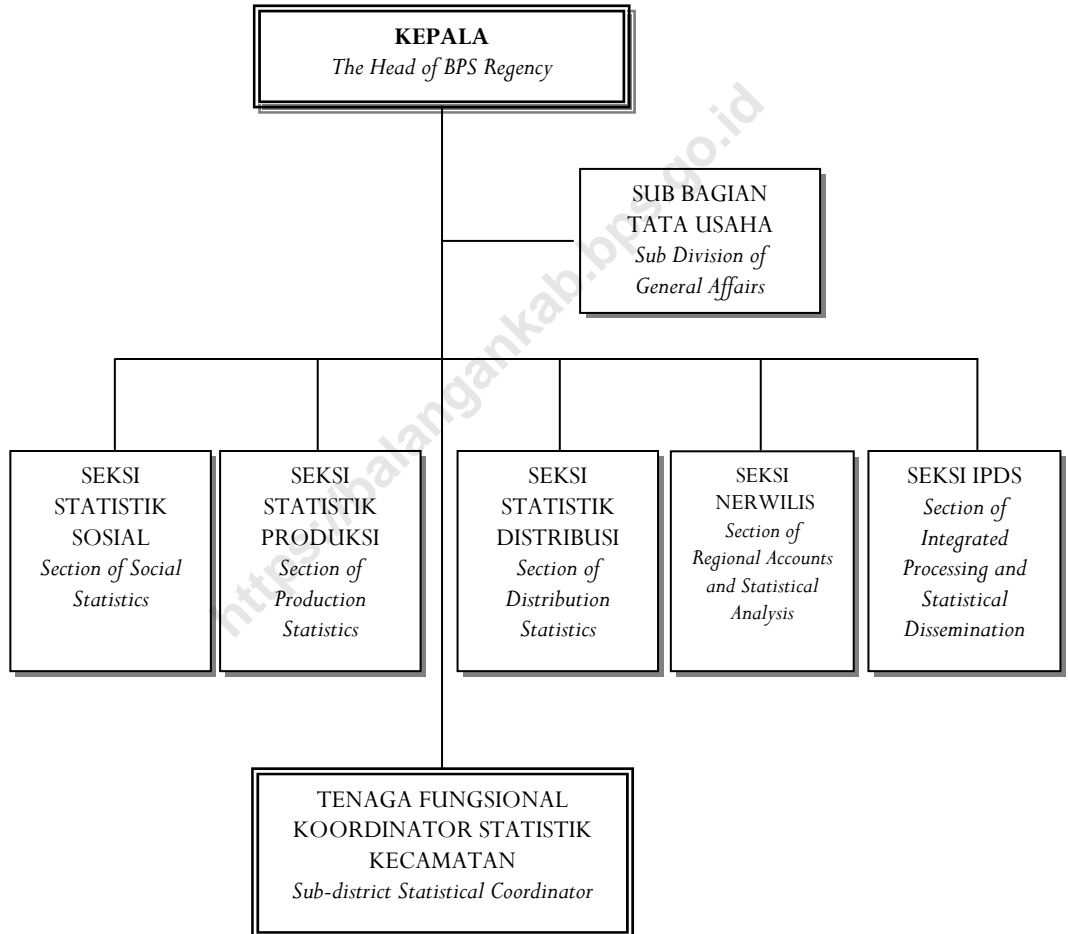 KEPALA
The Head of BPS Regency
SUB BAGIAN
TATA USAHA
Sub Division of
General Affairs
SEKSI
STATISTIK
SOSIAL
Section of Social
Statistics
SEKSI
STATISTIK
PRODUKSI
Section of
Production
Statistics
SEKSI
STATISTIK
DISTRIBUSI
Section of
Distribution
Statistics
SEKSI
NERWILIS
Section of
Regional Accounts
and Statistical
Analysis
SEKSI IPDS
Section of
Integrated
Processing and
Statistical
Dissemination
TENAGA FUNGSIONAL
KOORDINATOR STATISTIK
KECAMATAN
Sub-district Statistical Coordinator
https://balangankab.bps.go.id